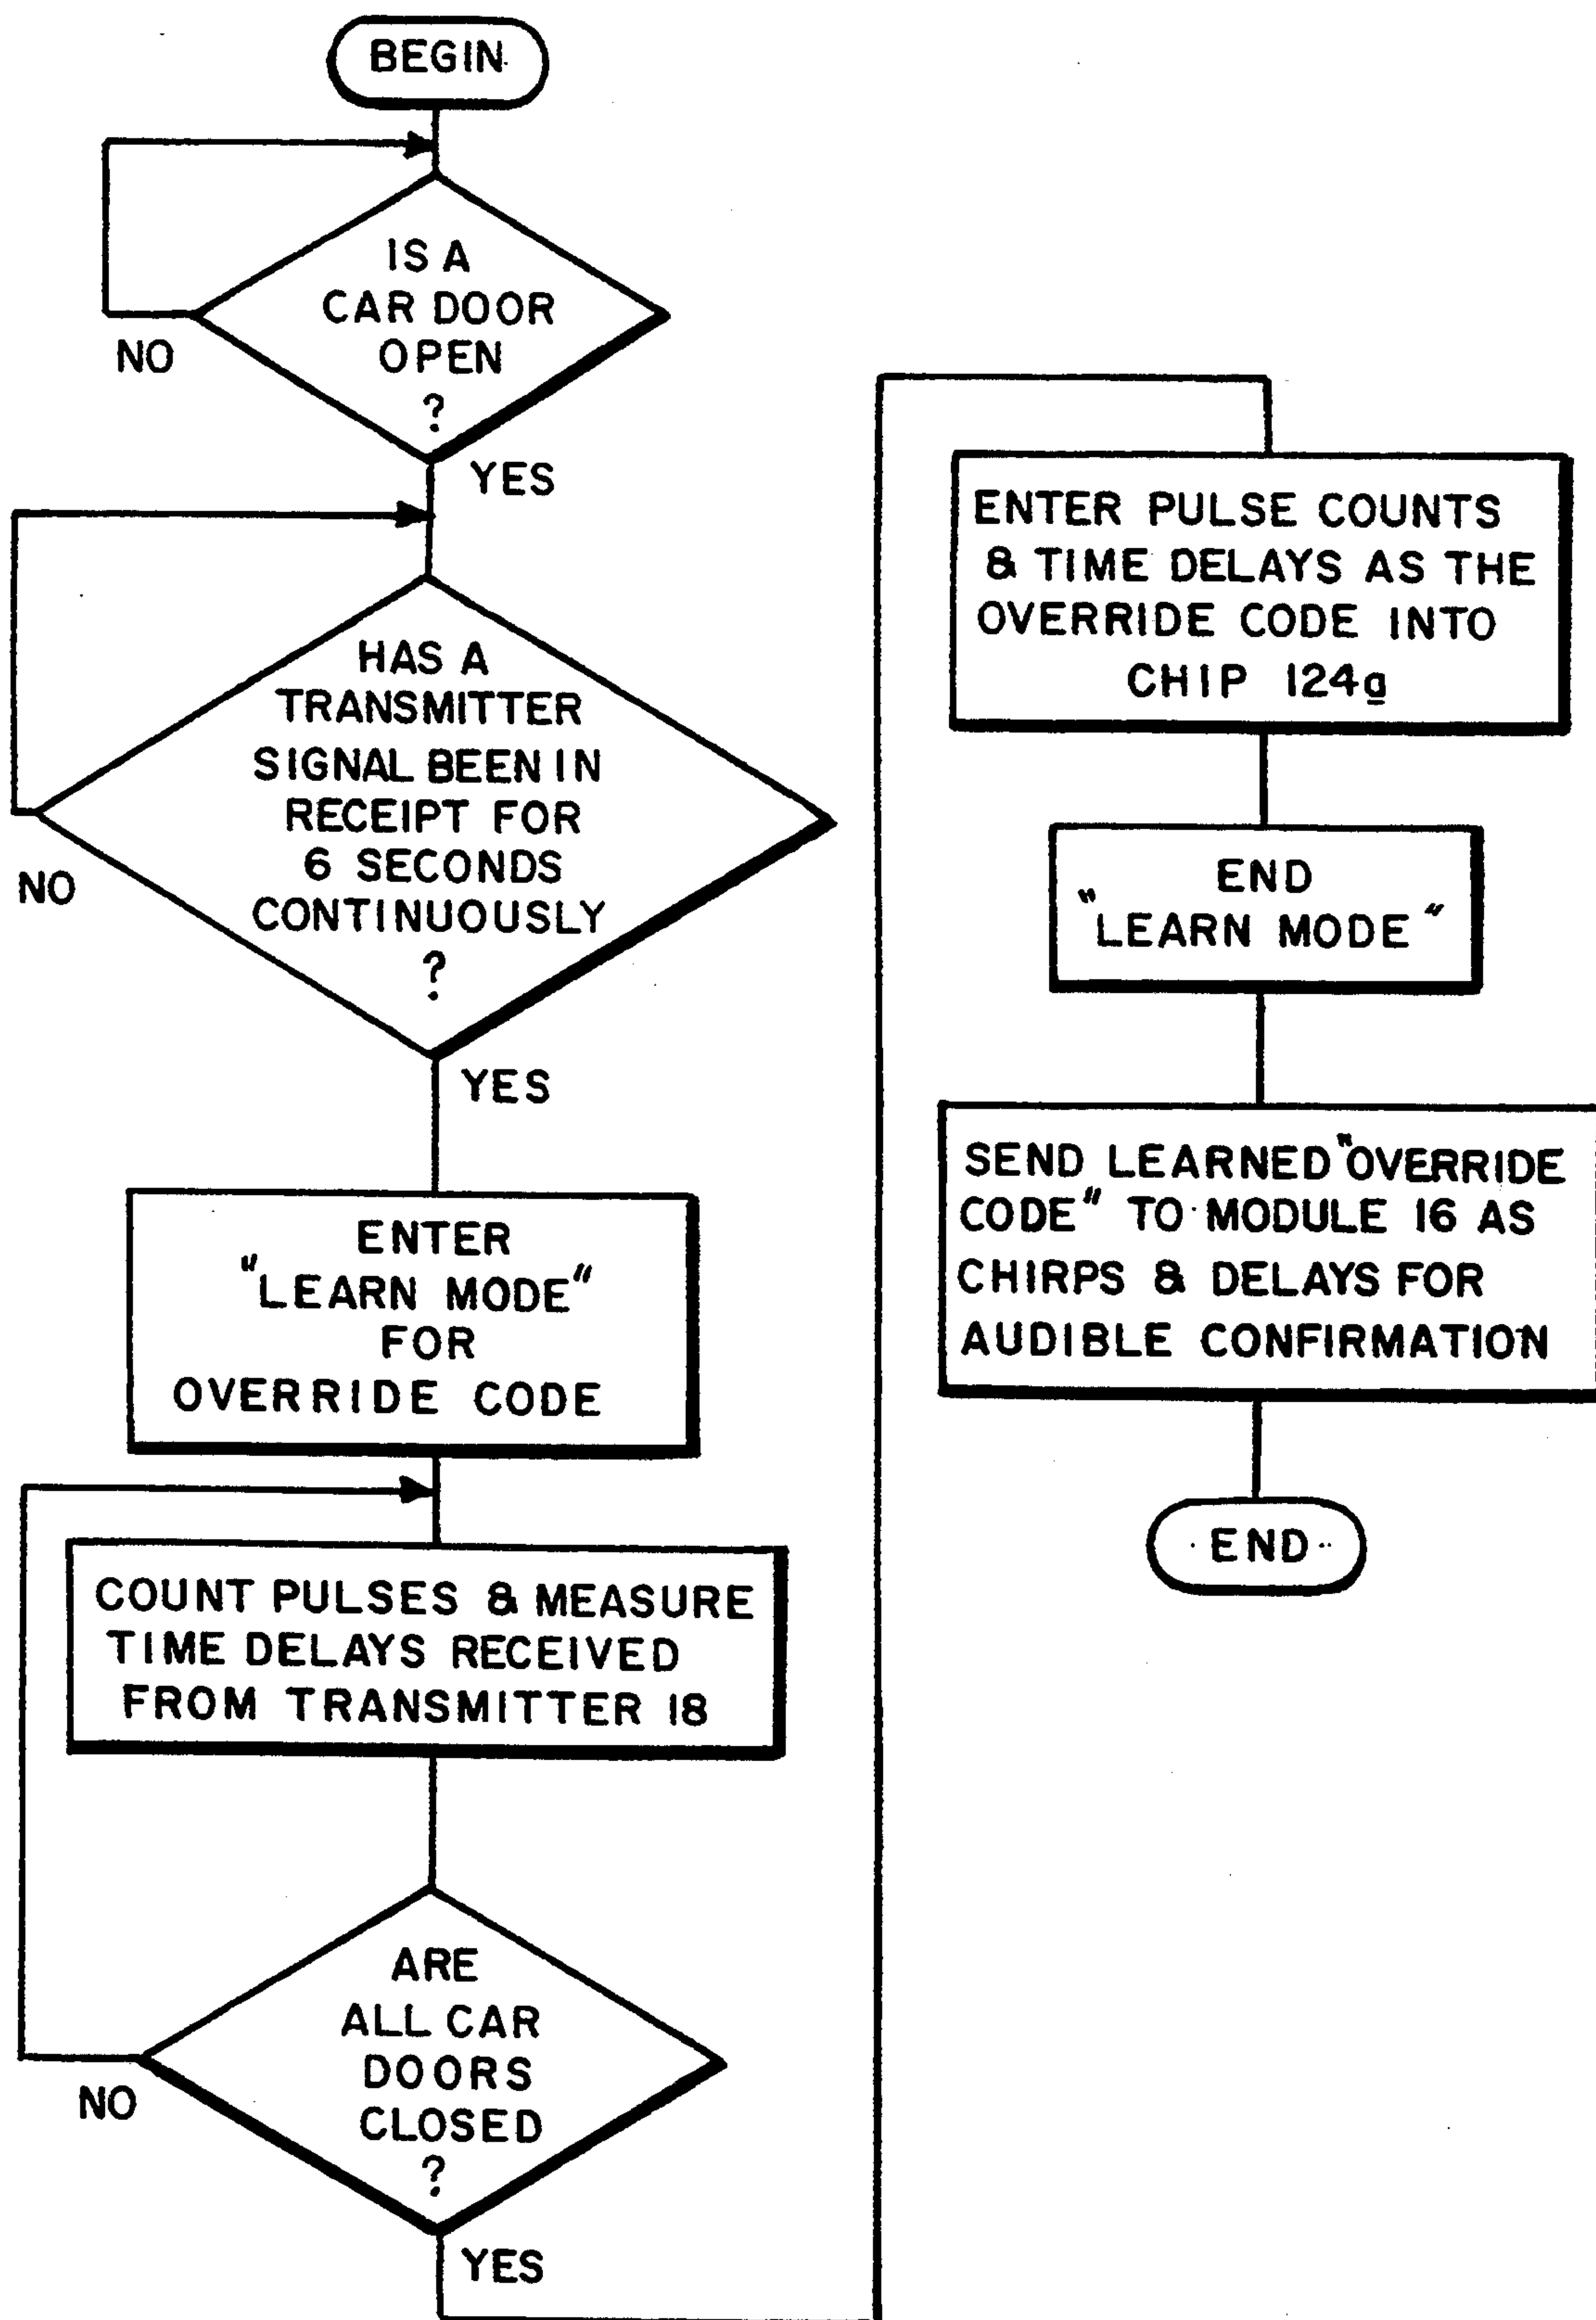 BEGIN
IS A
CAR DOOR
OPEN
?
NO
YES
HAS A
TRANSMITTER
SIGNAL BEEN IN
RECEIPT FOR
6 SECONDS
CONTINUOUSLY
?
NO
YES
ENTER
"LEARN MODE"
FOR
OVERRIDE CODE
COUNT PULSES & MEASURE
TIME DELAYS RECEIVED
FROM TRANSMITTER 18
ARE
ALL CAR
DOORS
CLOSED
?
NO
YES
ENTER PULSE COUNTS
& TIME DELAYS AS THE
OVERRIDE CODE INTO
CHIP 124a
END
"LEARN MODE"
SEND LEARNED "OVERRIDE
CODE" TO MODULE 16 AS
CHIRPS & DELAYS FOR
AUDIBLE CONFIRMATION
END